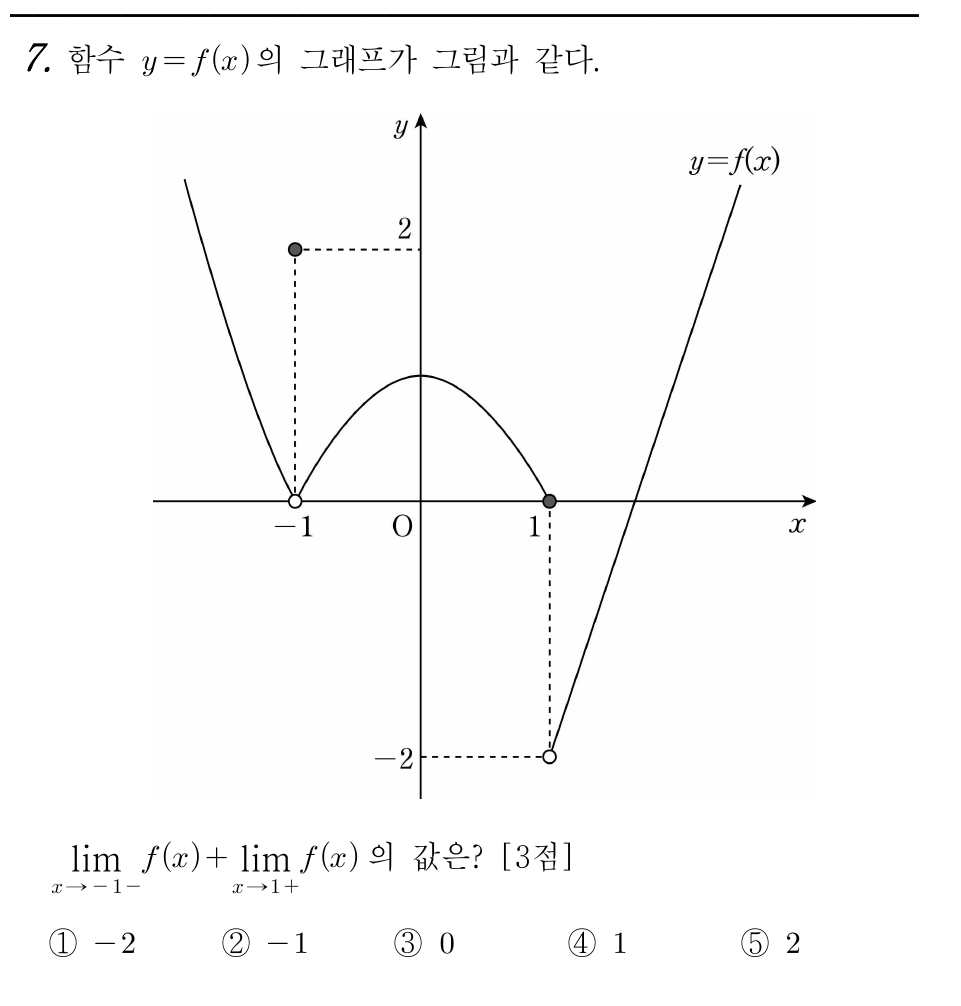 7. 함수 y=f(x)의 그래프가 그림과 같다.
y
y=f(x)
2
−1
O
1
x
−2
lim f(x)+ lim f(x)의 값은? [3점]
x→−1− x→1+
① −2 ② −1 ③ 0 ④ 1 ⑤ 2